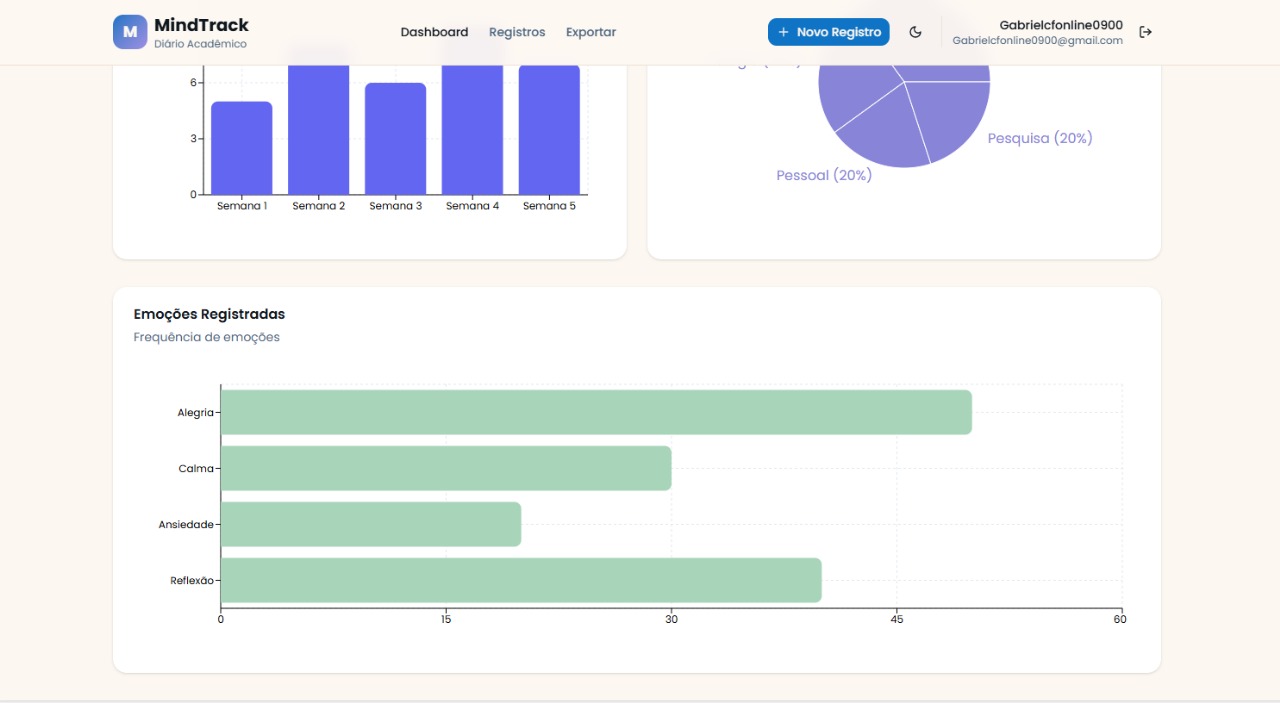 M
MindTrack
Diário Acadêmico
Dashboard
Registros
Exportar
+ Novo Registro
Gabrielcfonline0900
Gabrielcfonline0900@gmail.com
6
3
0
Semana 1
Semana 2
Semana 3
Semana 4
Semana 5
Pesquisa (20%)
Pessoal (20%)
Emoções Registradas
Frequência de emoções
Alegria
Calma
Ansiedade
Reflexão
0
15
30
45
60